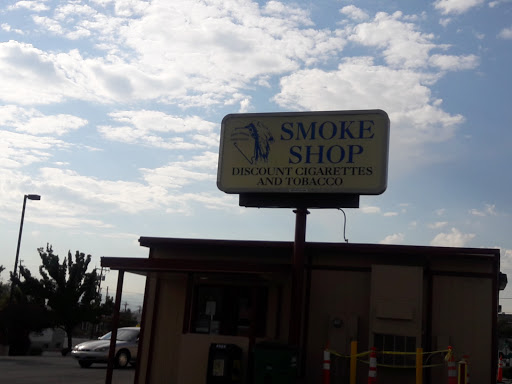 SMOKE
SHOP
DISCOUNT CIGARETTES
AND TOBACCO